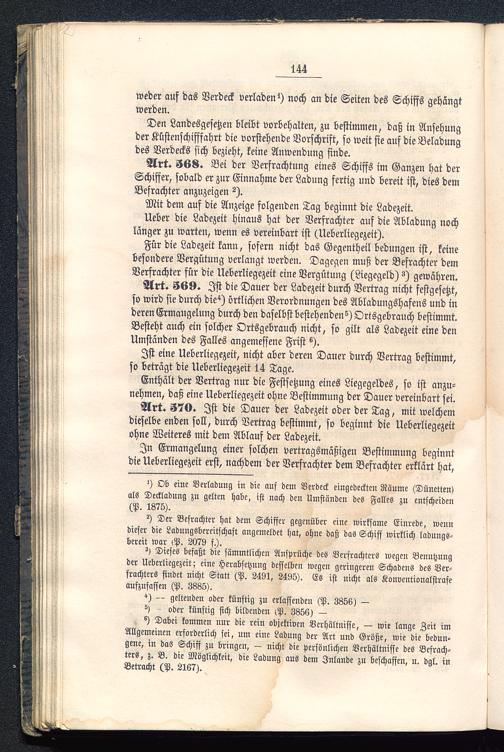 144
weder auf das Verdeck verladen¹) noch an die Seiten des Schiffs gehängt
werden.
Den Landesgesetzen bleibt vorbehalten, zu bestimmen, daß in Ansehung
der Küstenschifffahrt die vorstehende Vorschrift, so weit sie auf die Beladung
des Verdecks sich bezieht, keine Anwendung finde.
Art. 568. Bei der Verfrachtung eines Schiffs im Ganzen hat der
Schiffer, sobald er zur Einnahme der Ladung fertig und bereit ist, dies dem
Befrachter anzuzeigen ²).
Mit dem auf die Anzeige folgenden Tag beginnt die Ladezeit.
Ueber die Ladezeit hinaus hat der Verfrachter auf die Abladung noch
länger zu warten, wenn es vereinbart ist (Ueberliegezeit).
Für die Ladezeit kann, sofern nicht das Gegentheil bedungen ist, keine
besondere Vergütung verlangt werden. Dagegen muß der Befrachter dem
Verfrachter für die Ueberliegezeit eine Vergütung (Liegegeld) ³) gewähren.
Art. 569. Ist die Dauer der Ladezeit durch Vertrag nicht festgesetzt,
so wird sie durch die⁴) örtlichen Verordnungen des Abladungshafens und in
deren Ermangelung durch den daselbst bestehenden⁵) Ortsgebrauch bestimmt.
Besteht auch ein solcher Ortsgebrauch nicht, so gilt als Ladezeit eine den
Umständen des Falles angemessene Frist ⁶).
Ist eine Ueberliegezeit, nicht aber deren Dauer durch Vertrag bestimmt,
so beträgt die Ueberliegezeit 14 Tage.
Enthält der Vertrag nur die Festsetzung eines Liegegeldes, so ist anzu-
nehmen, daß eine Ueberliegezeit ohne Bestimmung der Dauer vereinbart sei.
Art. 570. Ist die Dauer der Ladezeit oder der Tag, mit welchem
dieselbe enden soll, durch Vertrag bestimmt, so beginnt die Ueberliegezeit
ohne Weiteres mit dem Ablauf der Ladezeit.
In Ermangelung einer solchen vertragsmäßigen Bestimmung beginnt
die Ueberliegezeit erst, nachdem der Verfrachter dem Befrachter erklärt hat,
¹) Ob eine Verladung in die auf dem Verdeck eingedeckten Räume (Dünetten)
als Deckladung zu gelten habe, ist nach den Umständen des Falles zu entscheiden
(P. 1875).
²) Der Befrachter hat dem Schiffer gegenüber eine wirksame Einrede, wenn
dieser die Ladungsbereitschaft angemeldet hat, ohne daß das Schiff wirklich ladungs-
bereit war (P. 2079 f.).
³) Dieses befaßt die sämmtlichen Ansprüche des Verfrachters wegen Benutzung
der Ueberliegezeit; eine Herabsetzung desselben wegen geringeren Schadens des Ver-
frachters findet nicht Statt (P. 2491, 2495). Es ist nicht als Konventionalstrafe
aufzufassen (P. 3885).
⁴) — geltenden oder künftig zu erlassenden (P. 3856) —
⁵) — oder künftig sich bildenden (P. 3856) —
⁶) Dabei kommen nur die rein objektiven Verhältnisse, — wie lange Zeit im
Allgemeinen erforderlich sei, um eine Ladung der Art und Größe, wie die bedun-
gene, in das Schiff zu bringen, — nicht die persönlichen Verhältnisse des Befrach-
ters, z. B. die Möglichkeit, die Ladung aus dem Inlande zu beschaffen, u. dgl. in
Betracht (P. 2167).